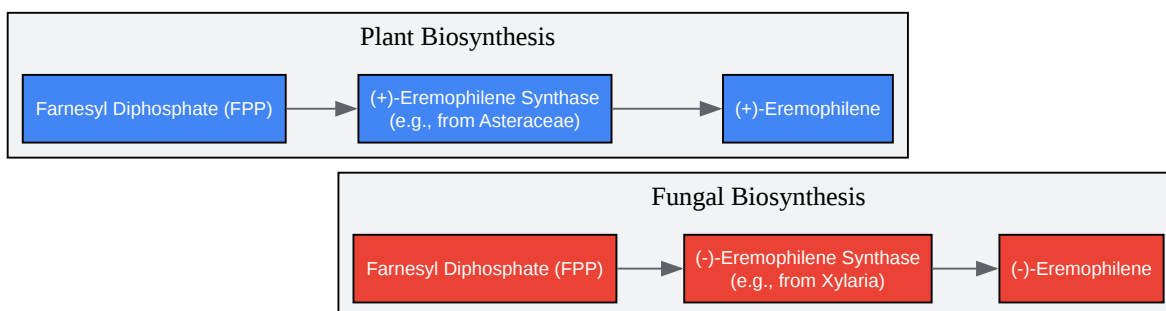 Plant Biosynthesis
Farnesyl Diphosphate (FPP)
(+)-Eremophilene Synthase
(e.g., from Asteraceae)
(+)-Eremophilene
Fungal Biosynthesis
Farnesyl Diphosphate (FPP)
(-)-Eremophilene Synthase
(e.g., from Xylaria)
(-)-Eremophilene